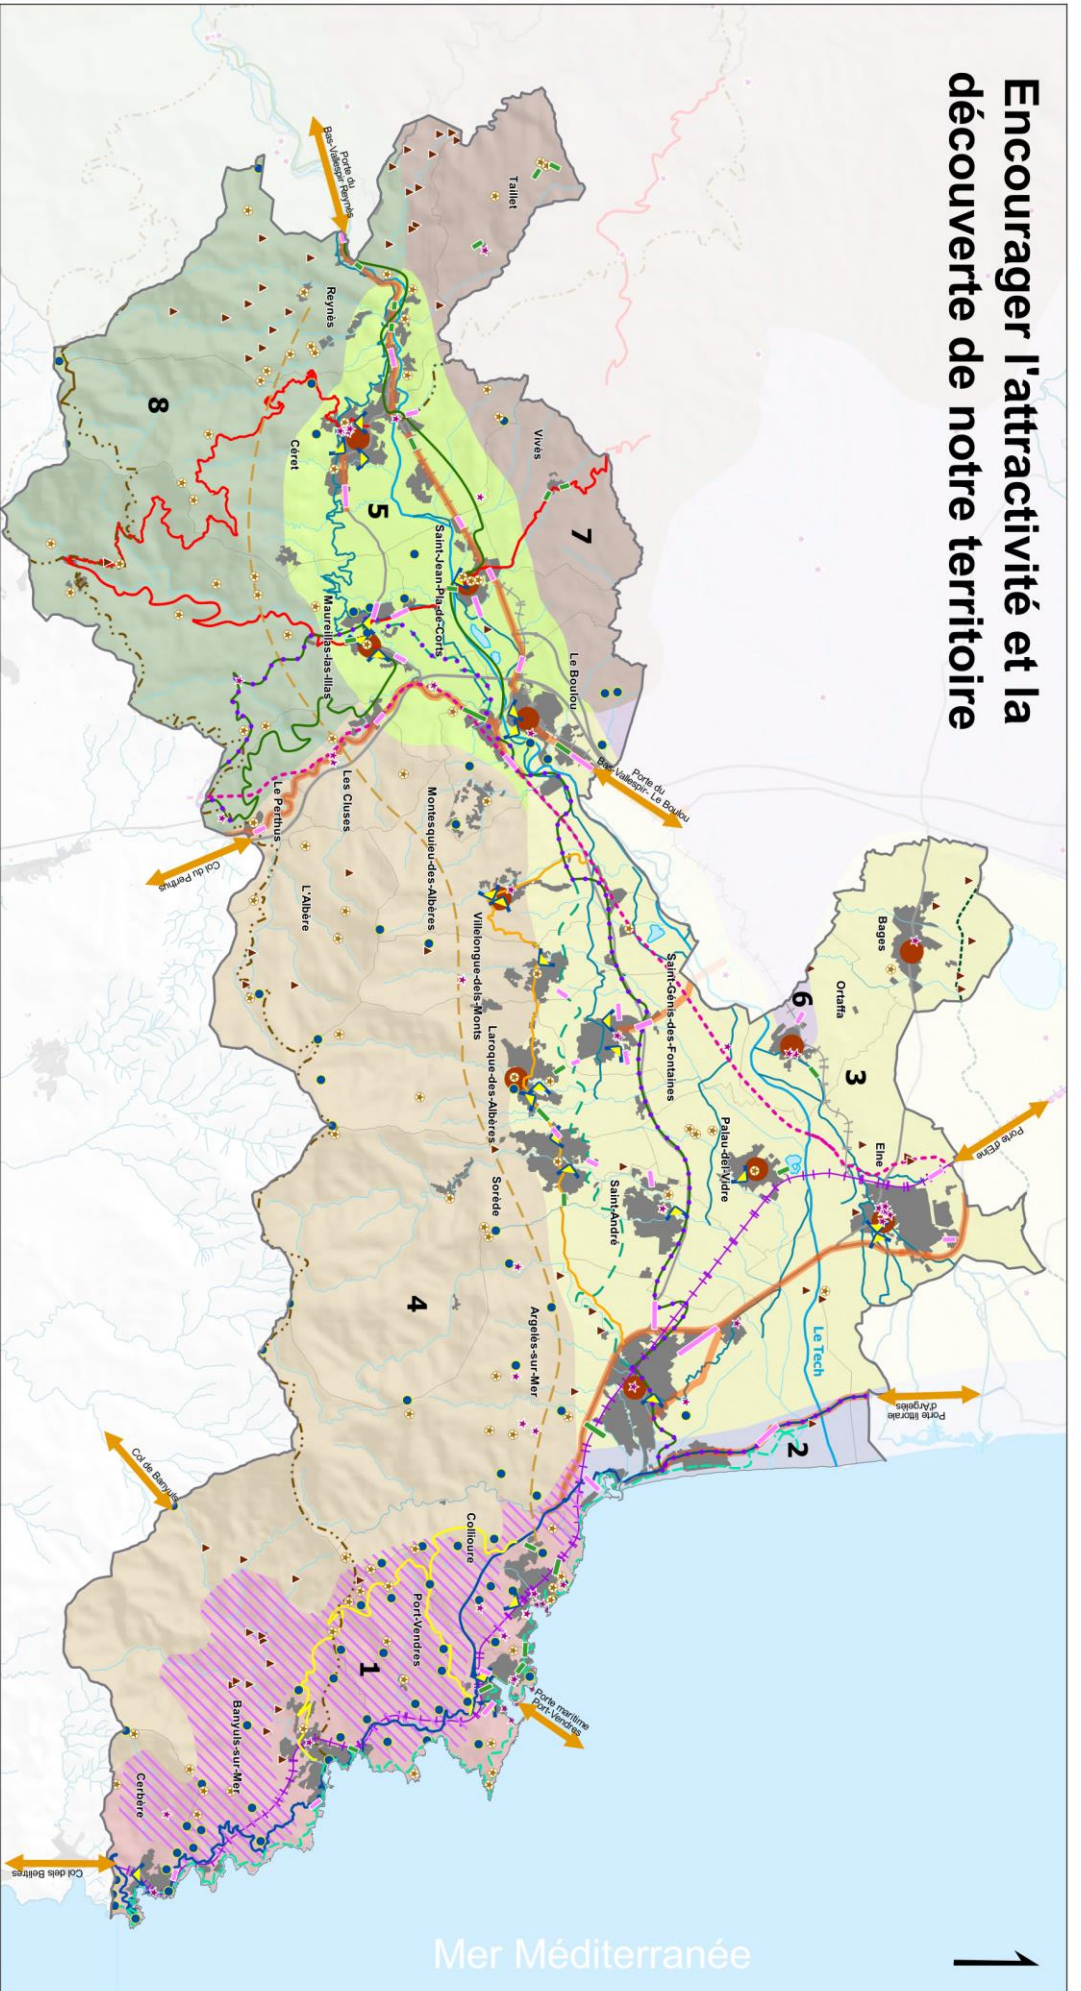 Encourager l'attractivité et la
découverte de notre territoire
1
Porte du
Bas-Vallespir Reynès
Taillet
Reynès
8
Céret
5
Vivès
7
Saint-Jean-Pla-de-Corts
Maureillas-las-Illas
Le Boulou
Porte du
Bas-Vallespir- Le Boulou
Les Cluses
Le Perthus
Col du Perthus
L'Albère
Montesquieu-des-Albères
Villelongue-dels-Monts
Laroque-des-Albères
Saint-Génis-des-Fontaines
Bages
Ortaffa
6
3
Elne
Porte d'Elne
Palau-del-Vidre
Saint-André
Sorède
4
Argelès-sur-Mer
Le Tech
Porte littorale
d'Argelès
2
Col de Banyuls
Collioure
Port-Vendres
1
Porte maritime
Port-Vendres
Banyuls-sur-Mer
Cerbère
Col dels Belitres
Mer Méditerranée